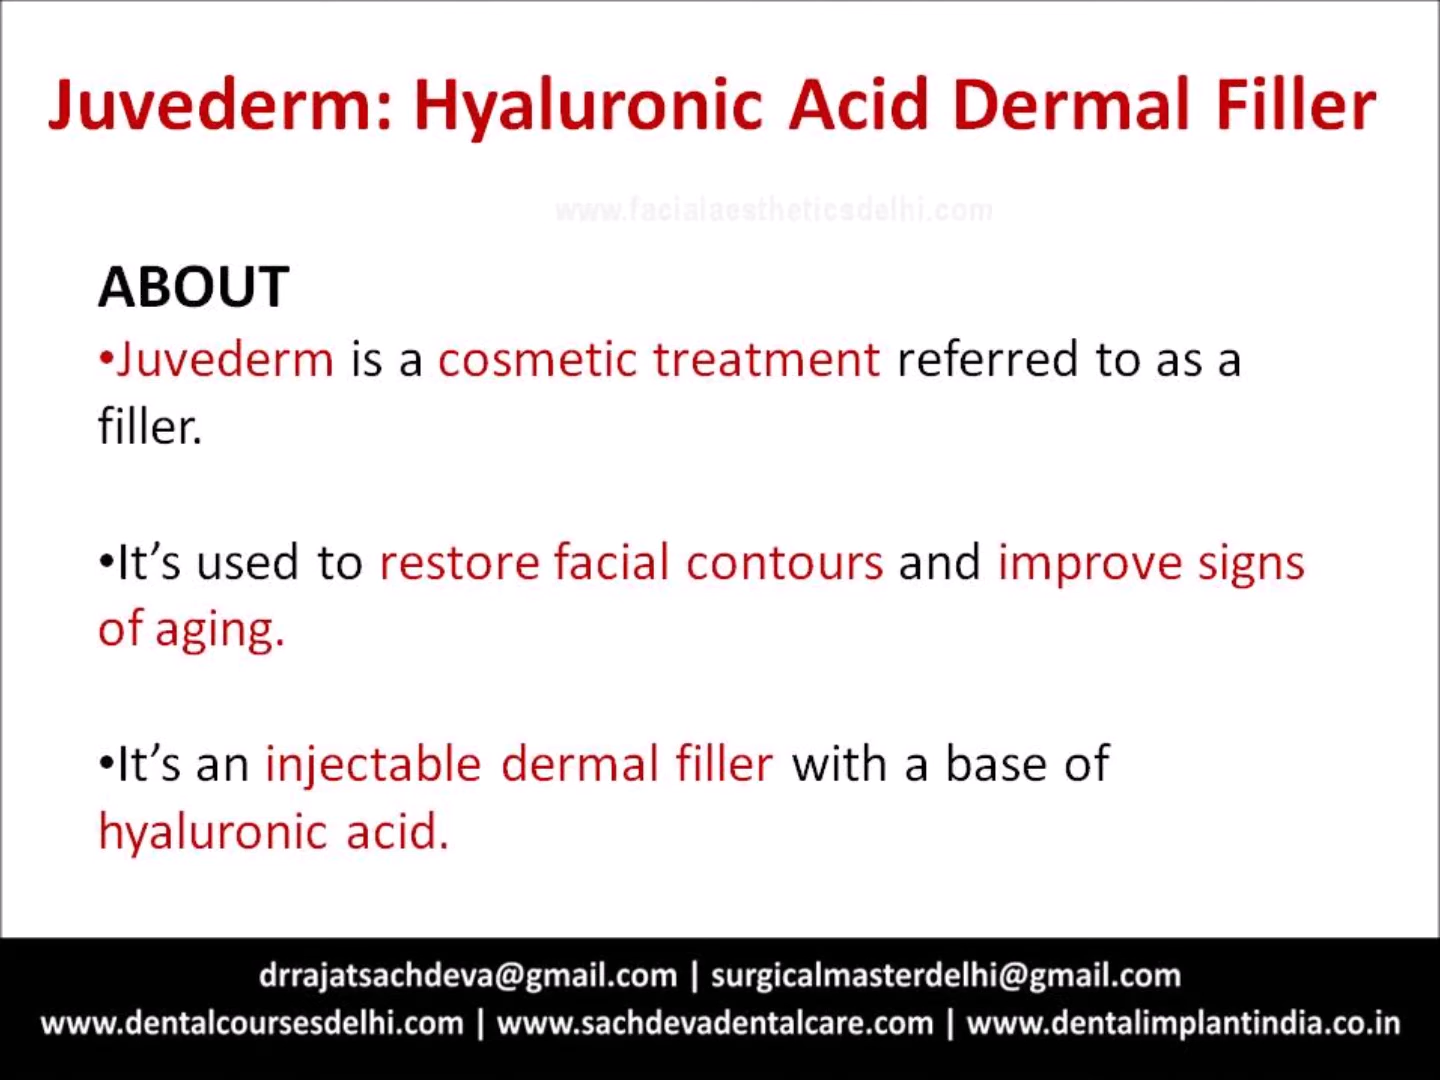 Juvederm: Hyaluronic Acid Dermal Filler
www.facialaestheticsdelhi.com
ABOUT
•Juvederm is a cosmetic treatment referred to as a
filler.
•It’s used to restore facial contours and improve signs
of aging.
•It’s an injectable dermal filler with a base of
hyaluronic acid.
drrajatsachdeva@gmail.com | surgicalmasterdelhi@gmail.com
www.dentalcoursesdelhi.com | www.sachdevadentalcare.com | www.dentalimplantindia.co.in